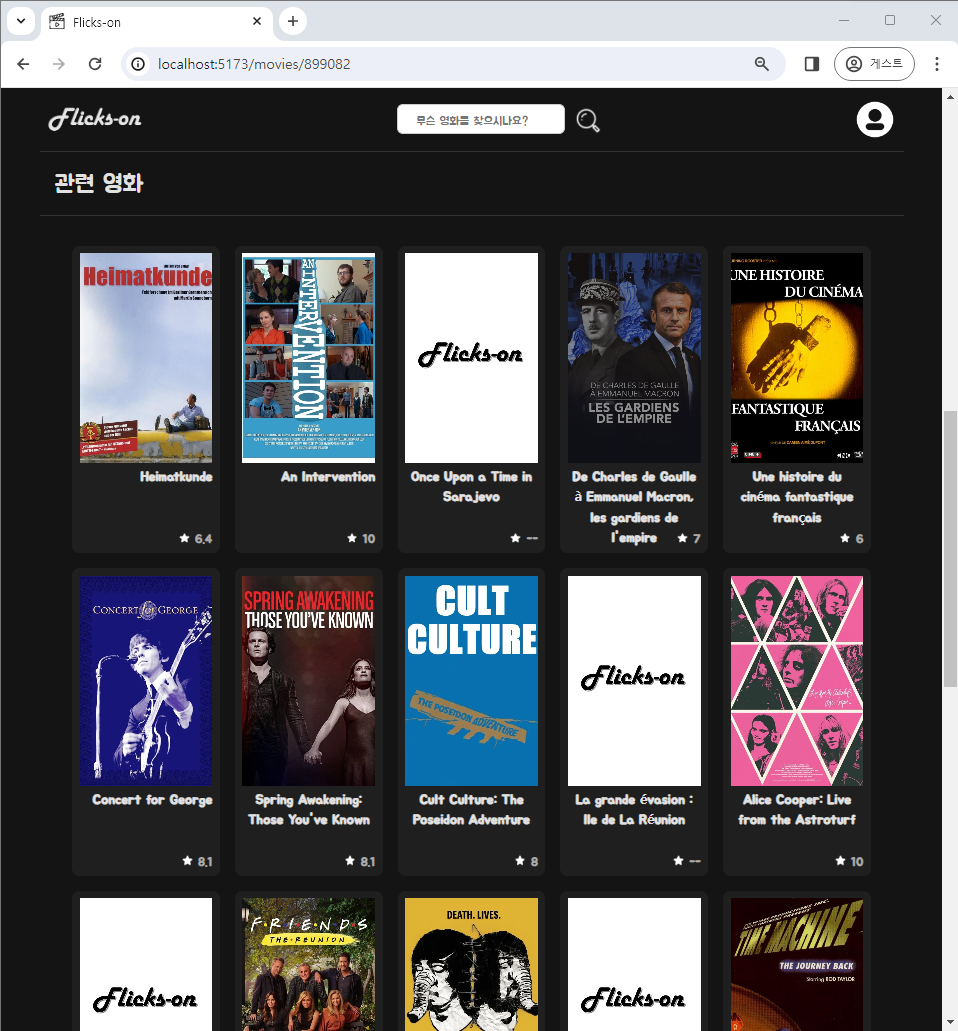 Flicks-on
localhost:5173/movies/899082
게스트
Flicks-on
무슨 영화를 찾으시나요?
관련 영화
Heimatkunde
AN INTERVENTION
Flicks-on
DE CHARLES DE GAULLE
À EMMANUEL MACRON
LES GARDIENS
DE L'EMPIRE
UNE HISTOIRE
DU CINÉMA
FANTASTIQUE
FRANÇAIS
Heimatkunde
An Intervention
Once Upon a Time in
Sarajevo
De Charles de Gaulle
à Emmanuel Macron,
les gardiens de
l'empire
Une histoire du
cinéma fantastique
français
★ 6.4
★ 10
★ --
★ 7
★ 6
CONCERT for GEORGE
SPRING AWAKENING
THOSE YOU'VE KNOWN
CULT
CULTURE
THE POSEIDON ADVENTURE
Flicks-on
Concert for George
Spring Awakening:
Those You've Known
Cult Culture: The
Poseidon Adventure
La grande évasion :
Ile de La Réunion
Alice Cooper: Live
from the Astroturf
★ 8.1
★ 8.1
★ 8
★ --
★ 10
Flicks-on
F·R·I·E·N·D·S
THE REUNION
DEATH. LIVES.
Flicks-on
TIME MACHINE
THE JOURNEY BACK
Starring ROD TAYLOR